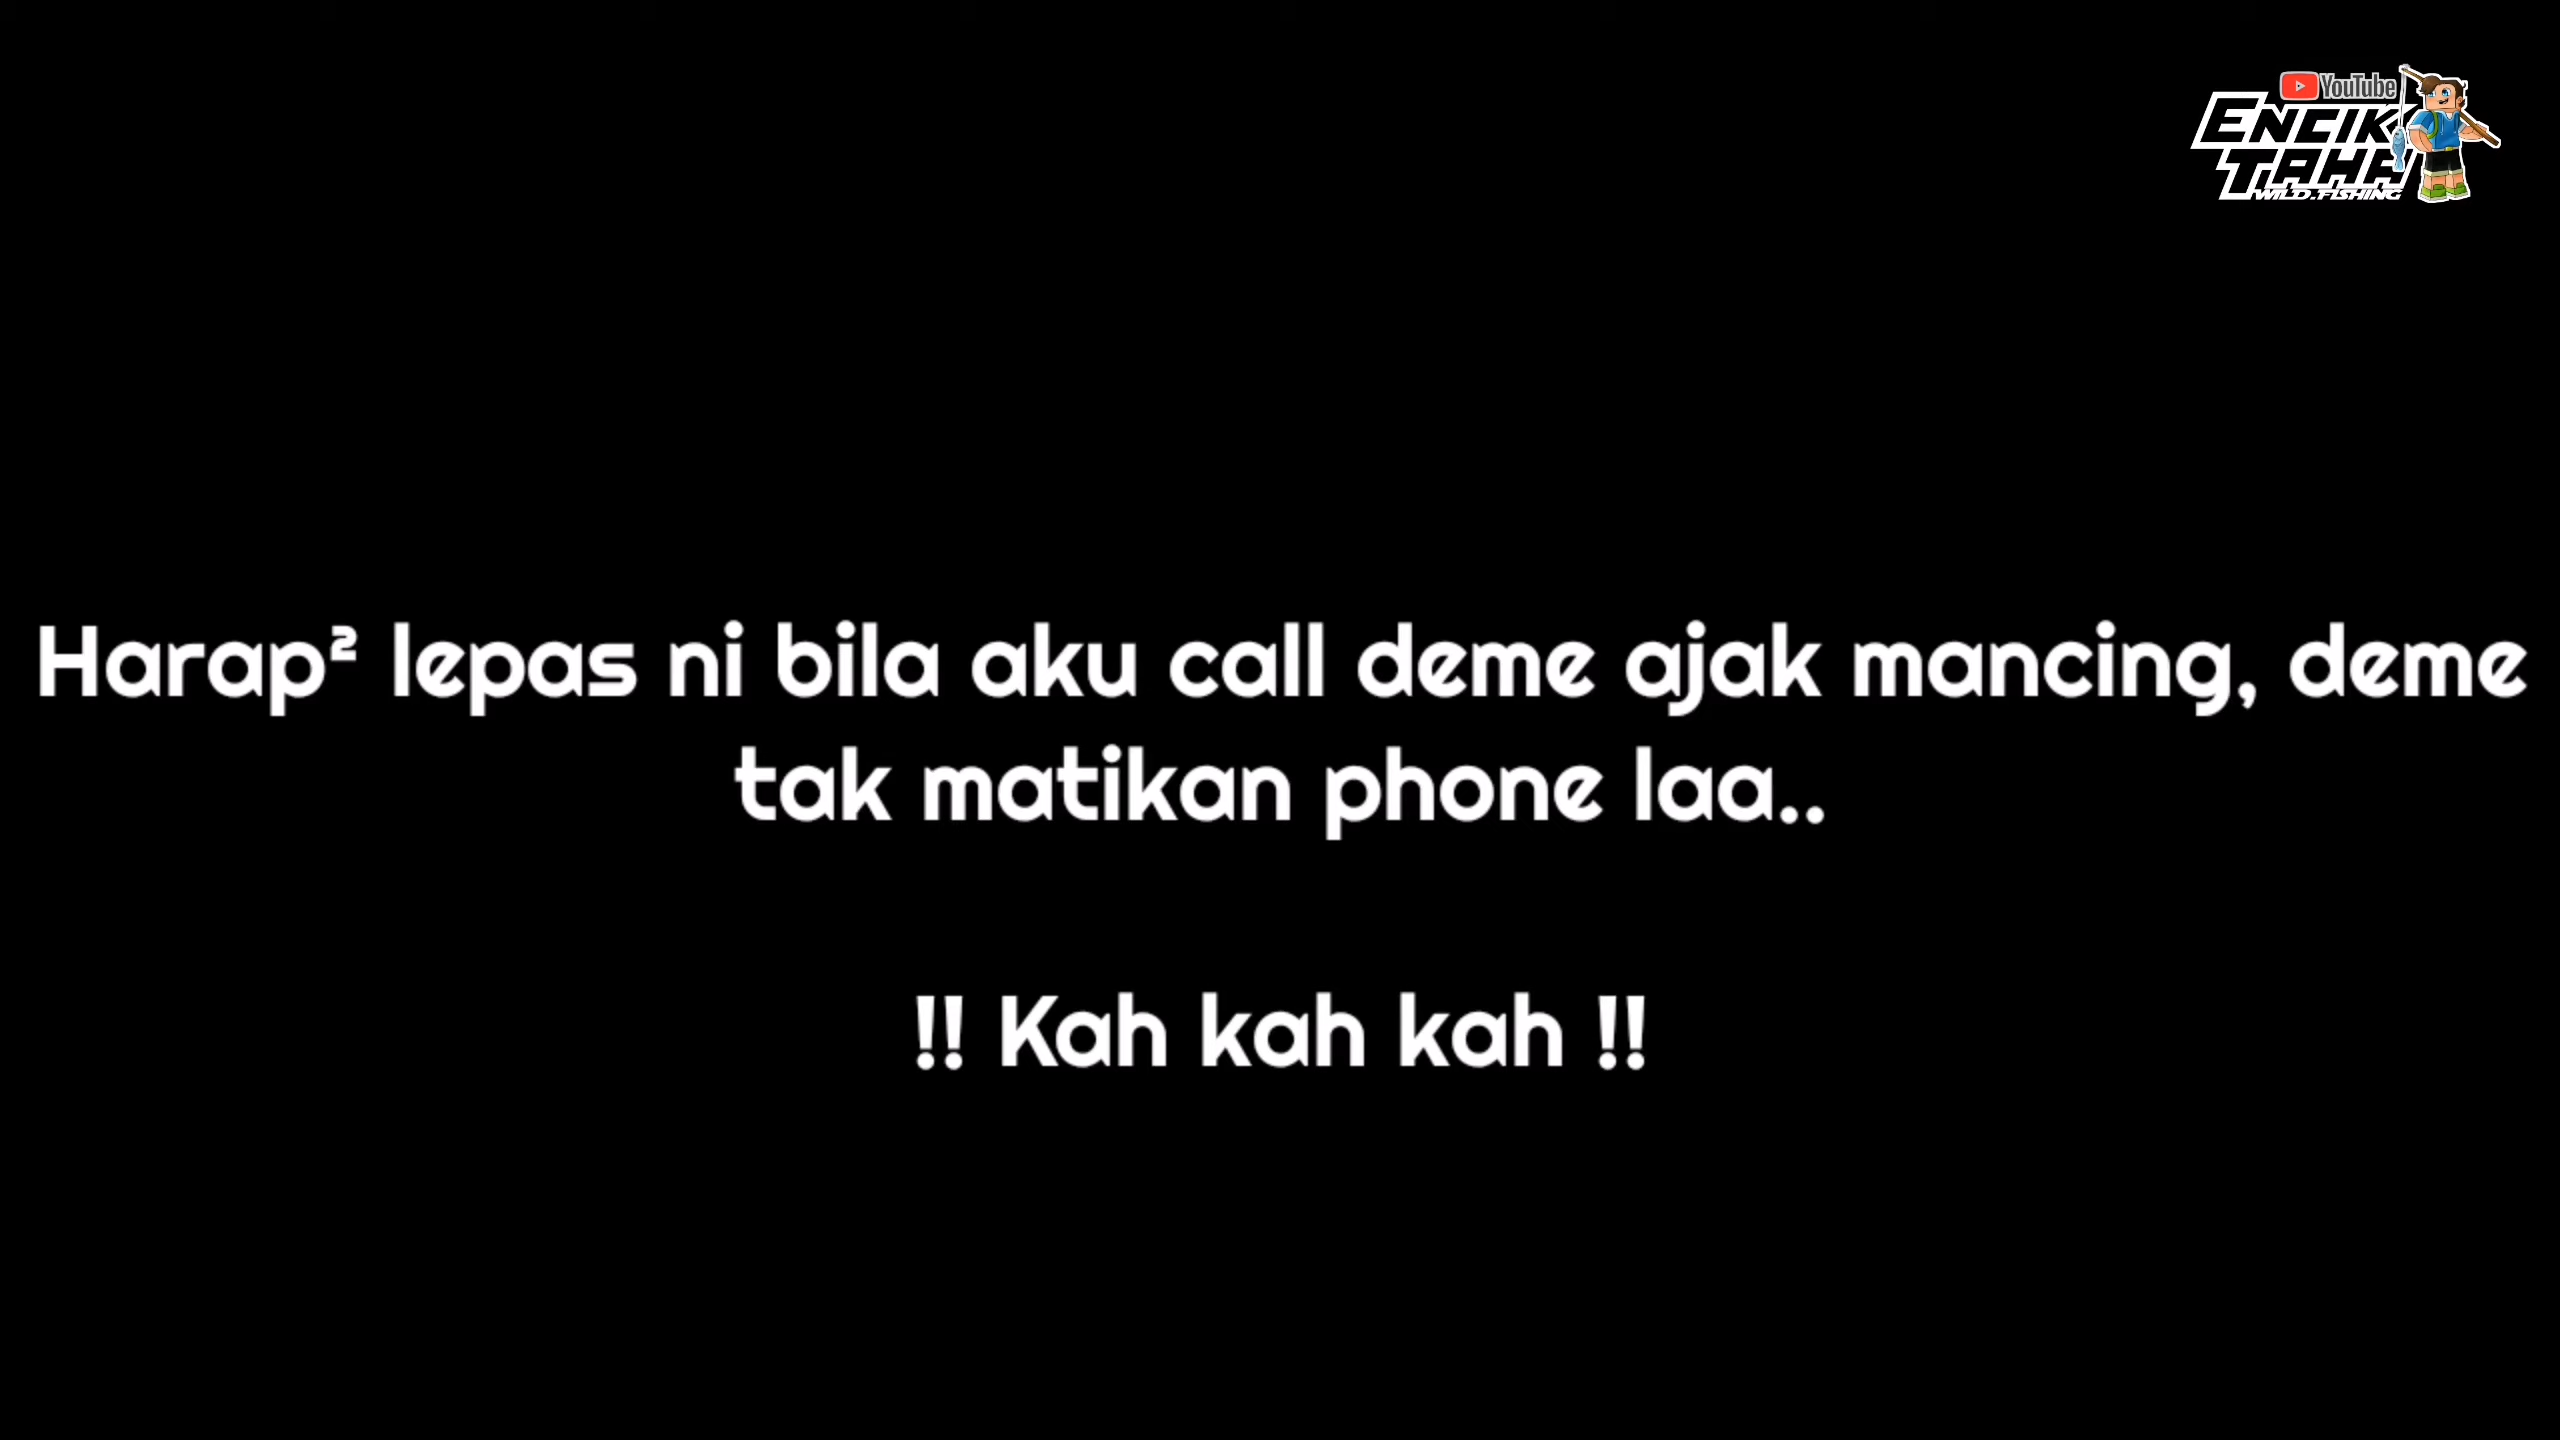 YouTube
ENCIK
TAHA
WILD.FISHING
Harap² lepas ni bila aku call deme ajak mancing, deme
tak matikan phone laa..
!! Kah kah kah !!